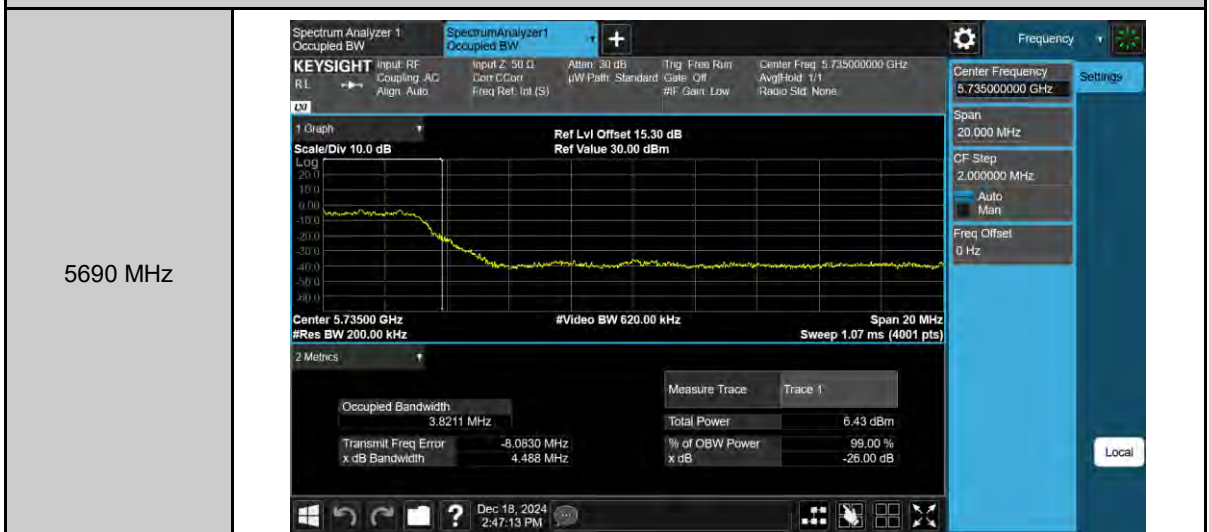 5690 MHz
Spectrum Analyzer 1
Occupied BW
SpectrumAnalyzer1
Occupied BW
+
Frequency
KEYSIGHT
RL
LXI
Input: RF
Coupling: AC
Align: Auto
Input Z: 50 Ω
Corr CCorr
Freq Ref: Int (S)
Atten: 30 dB
µW Path: Standard
Trig: Free Run
Gate: Off
#IF Gain: Low
Center Freq: 5.735000000 GHz
Avg|Hold: 1/1
Radio Std: None
1 Graph
Scale/Div 10.0 dB
Ref Lvl Offset 15.30 dB
Ref Value 30.00 dBm
Log
20.0
10.0
0.00
-10.0
-20.0
-30.0
-40.0
-50.0
-60.0
Center 5.73500 GHz
#Res BW 200.00 kHz
#Video BW 620.00 kHz
Span 20 MHz
Sweep 1.07 ms (4001 pts)
2 Metrics
Measure Trace Trace 1
Occupied Bandwidth
3.8211 MHz
Total Power 6.43 dBm
Transmit Freq Error -8.0830 MHz
% of OBW Power 99.00 %
x dB Bandwidth 4.488 MHz
x dB -26.00 dB
Center Frequency
5.735000000 GHz
Settings
Span
20.000 MHz
CF Step
2.000000 MHz
Auto
Man
Freq Offset
0 Hz
Local
?
Dec 18, 2024
2:47:13 PM